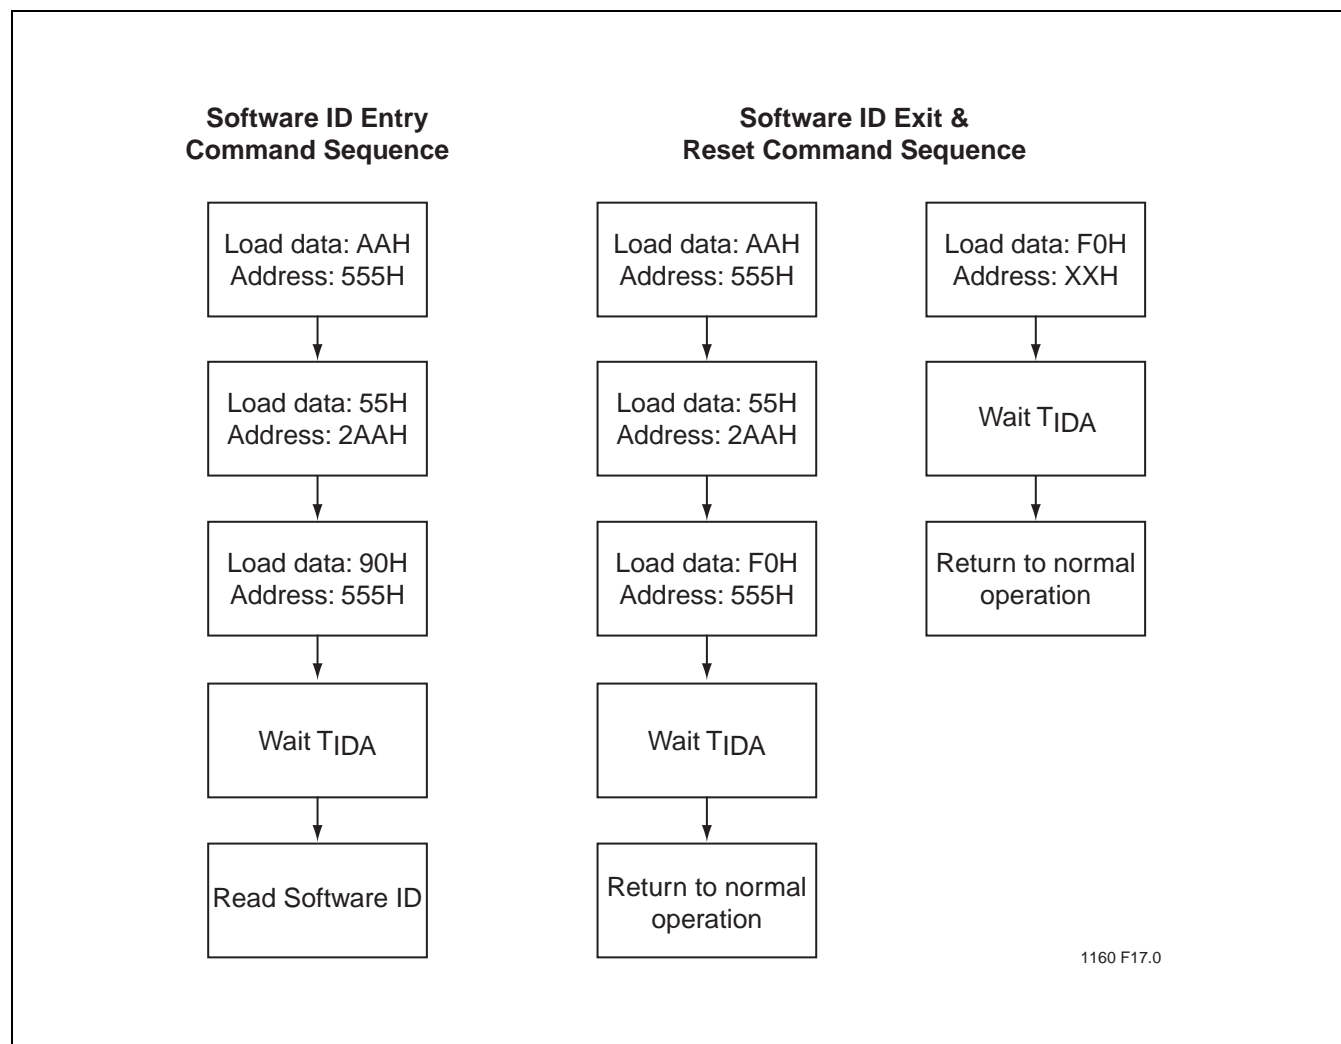 Software ID Entry
Command Sequence
Load data: AAH
Address: 555H
Load data: 55H
Address: 2AAH
Load data: 90H
Address: 555H
Wait TIDA
Read Software ID
Software ID Exit &
Reset Command Sequence
Load data: AAH
Address: 555H
Load data: 55H
Address: 2AAH
Load data: F0H
Address: 555H
Wait TIDA
Return to normal
operation
Load data: F0H
Address: XXH
Wait TIDA
Return to normal
operation
1160 F17.0